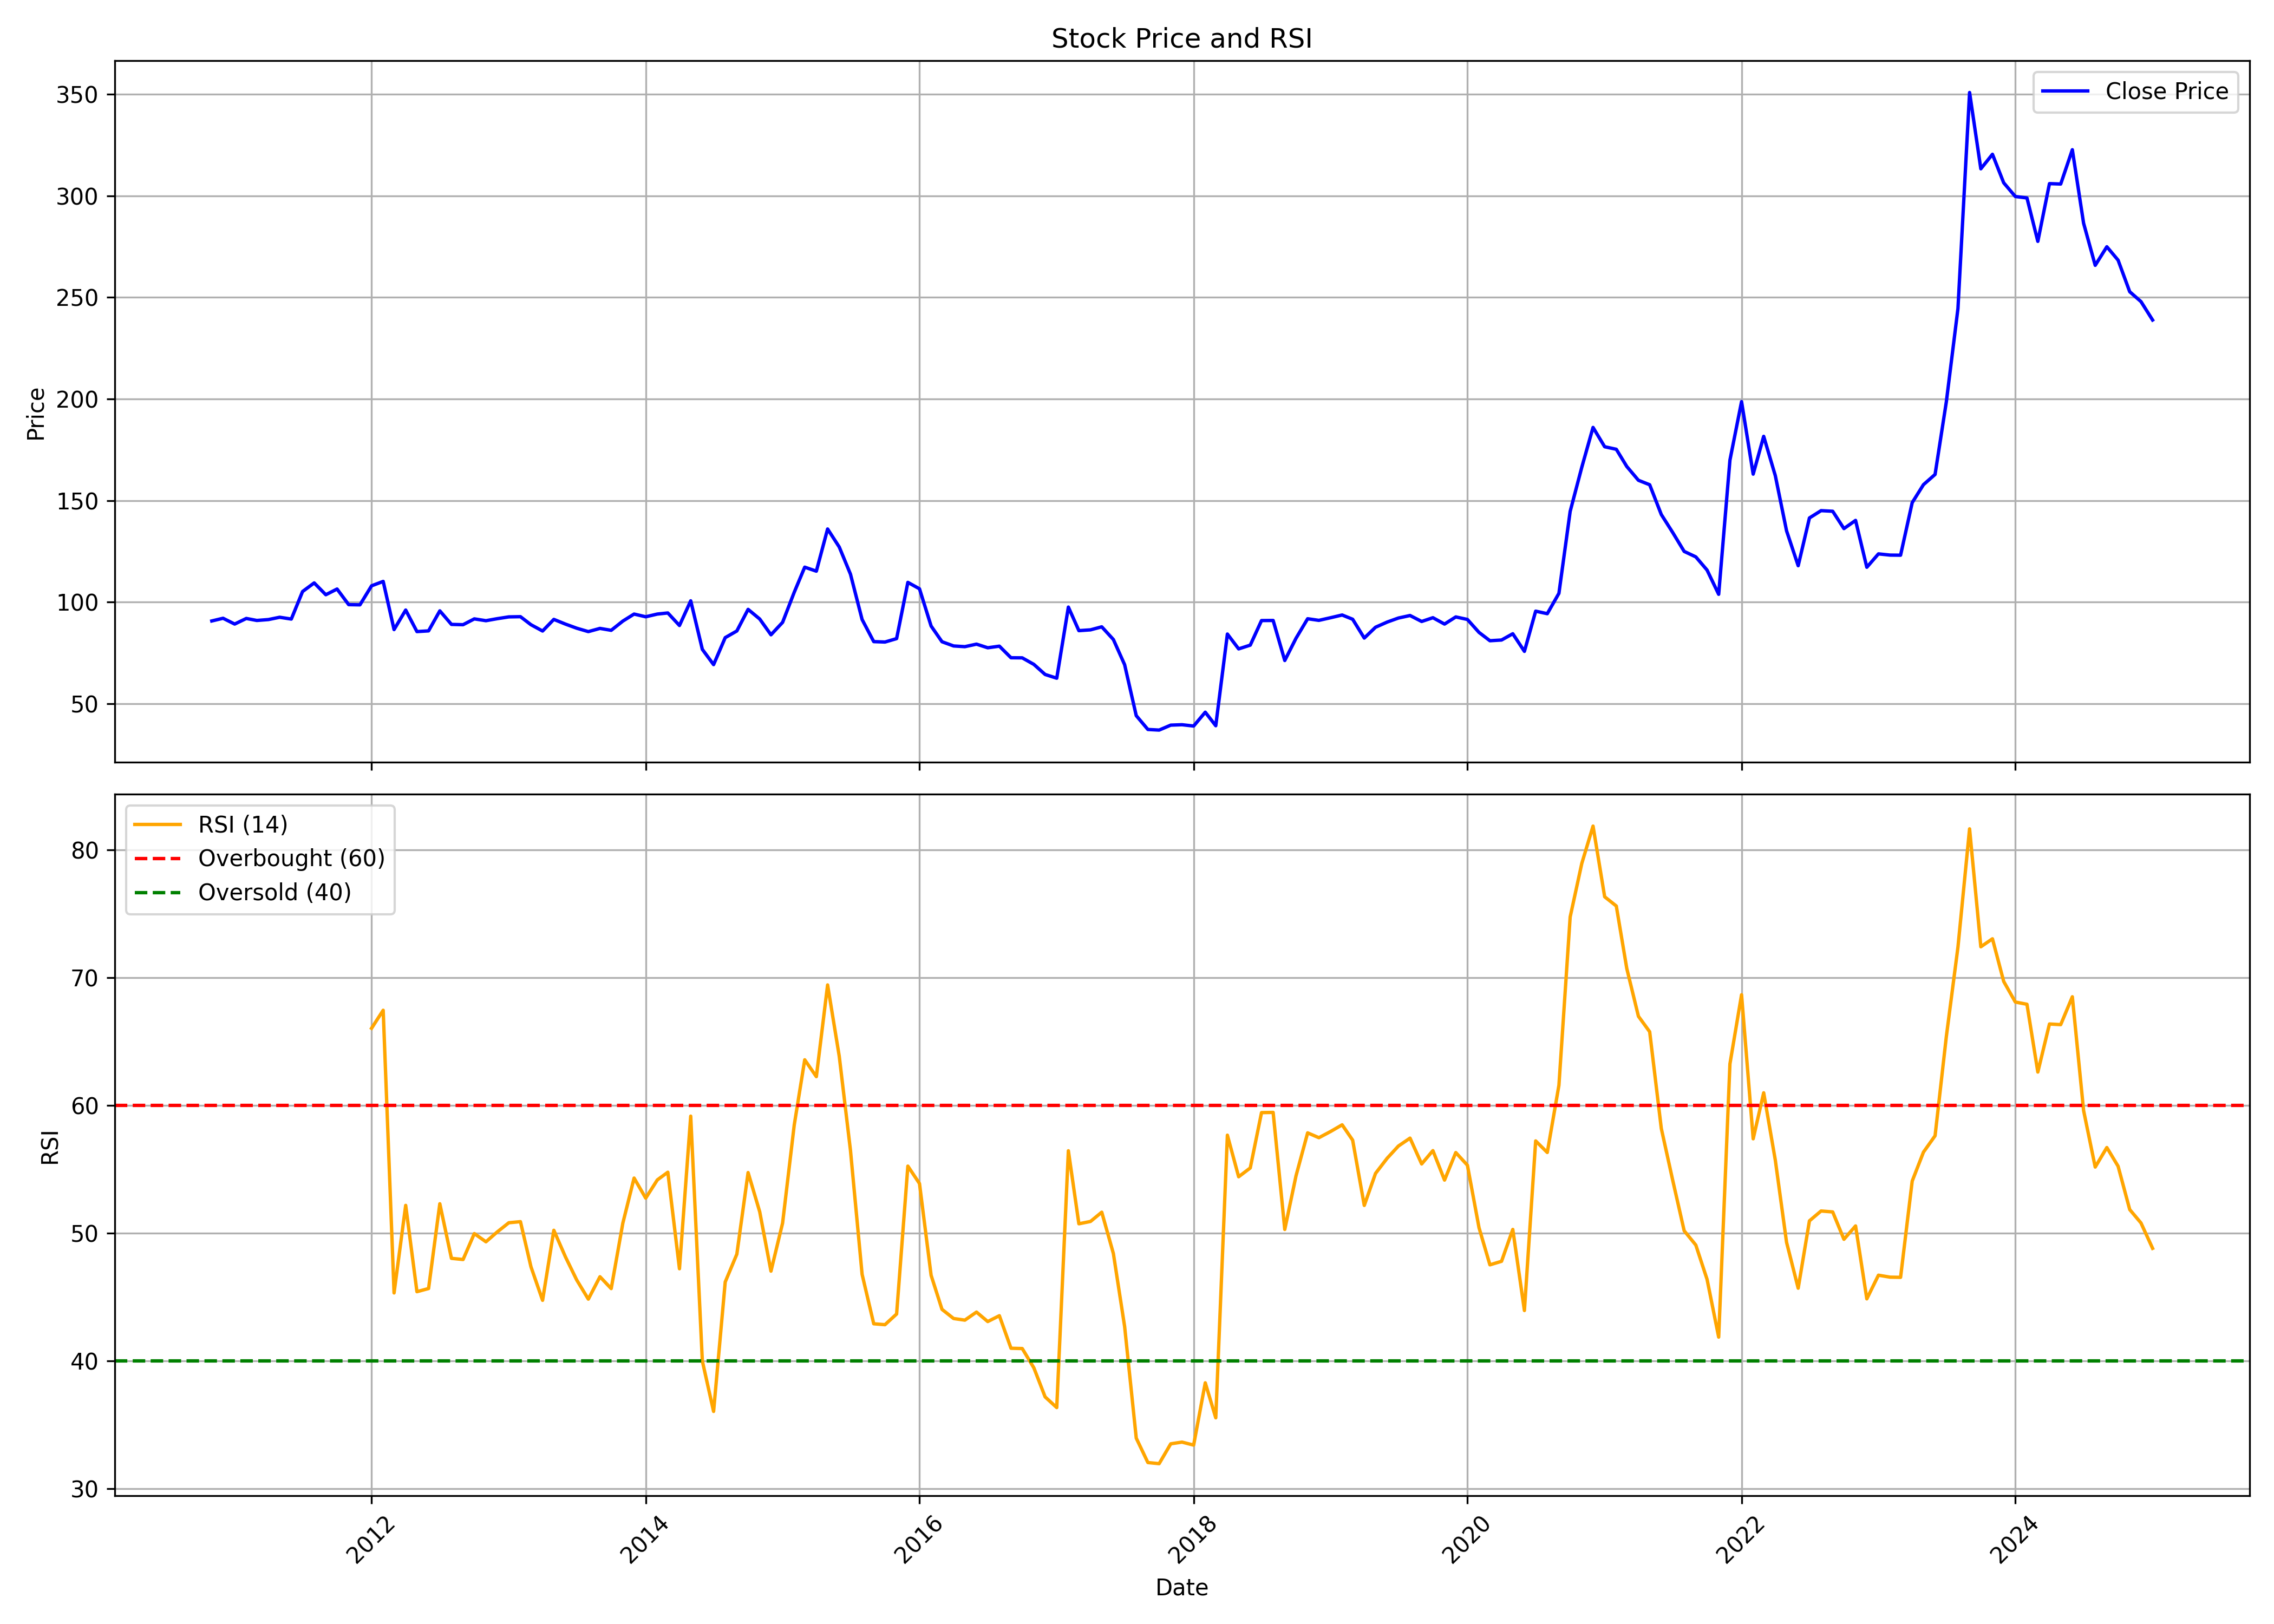 Stock Price and RSI
350
300
250
200
150
100
50
Price
Close Price
80
70
60
50
40
30
RSI
RSI (14)
Overbought (60)
Oversold (40)
2012
2014
2016
2018
2020
2022
2024
Date